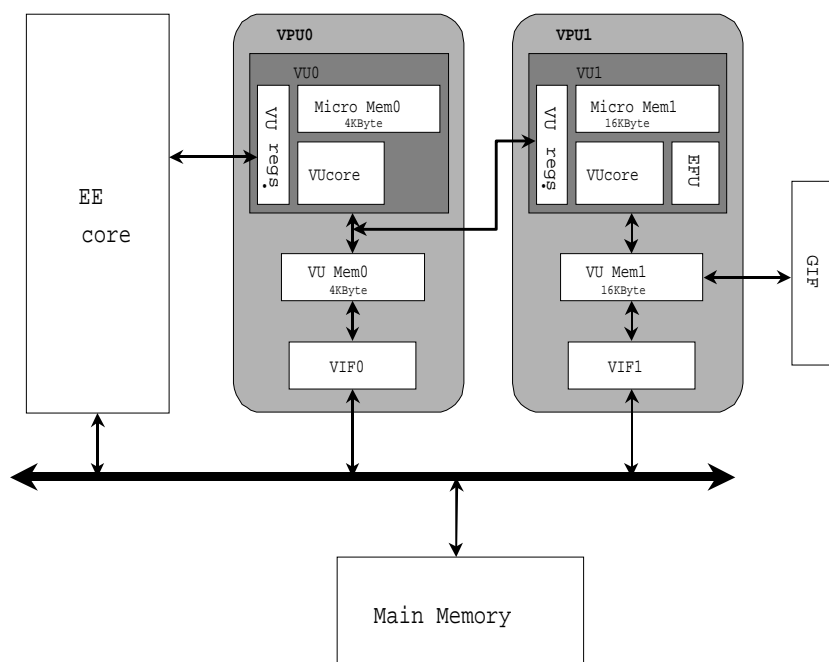 VPU0
VU0
VU regs.
Micro Mem0
4KByte
VUcore
VU Mem0
4KByte
VIF0
VPU1
VU1
VU regs.
Micro Mem1
16KByte
VUcore
EFU
VU Mem1
16KByte
VIF1
EE
core
GIF
Main Memory